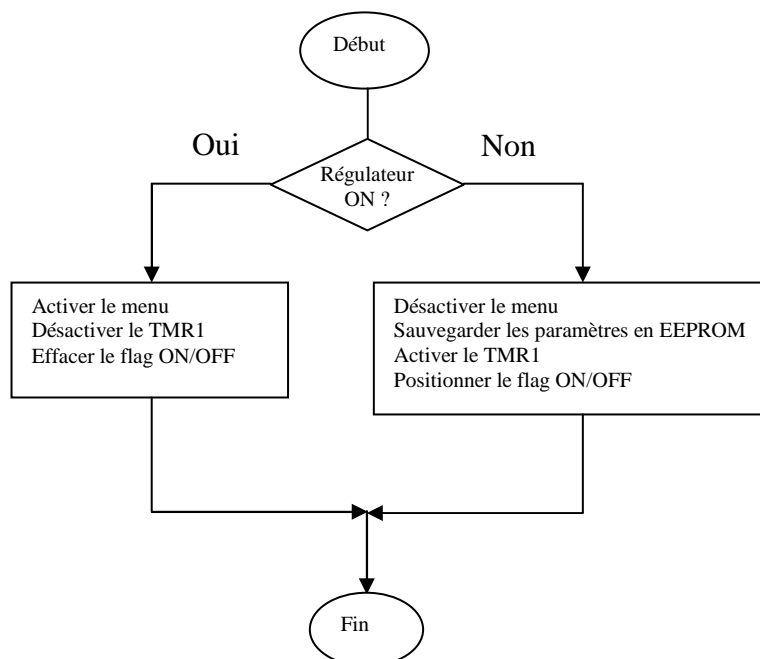 Début
Oui
Non
Régulateur
ON ?
Activer le menu
Désactiver le TMR1
Effacer le flag ON/OFF
Désactiver le menu
Sauvegarder les paramètres en EEPROM
Activer le TMR1
Positionner le flag ON/OFF
Fin